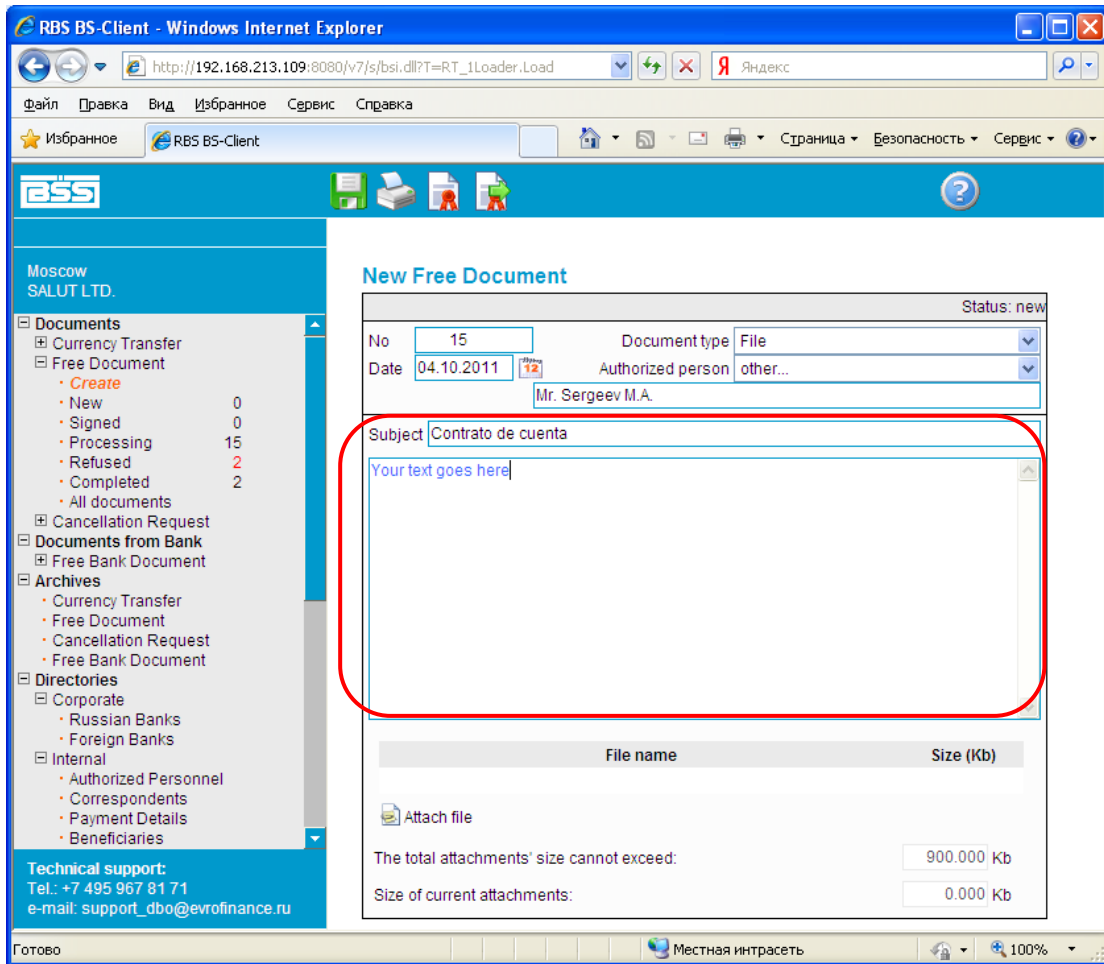 RBS BS-Client - Windows Internet Explorer
http://192.168.213.109:8080/v7/s/bsi.dll?T=RT_1Loader.Load
Я Яндекс
Файл Правка Вид Избранное Сервис Справка
Избранное RBS BS-Client Страница Безопасность Сервис
BSS
Moscow
SALUT LTD.
Documents
Currency Transfer
Free Document
Create
New 0
Signed 0
Processing 15
Refused 2
Completed 2
All documents
Cancellation Request
Documents from Bank
Free Bank Document
Archives
Currency Transfer
Free Document
Cancellation Request
Free Bank Document
Directories
Corporate
Russian Banks
Foreign Banks
Internal
Authorized Personnel
Correspondents
Payment Details
Beneficiaries
Technical support:
Tel.: +7 495 967 81 71
e-mail: support_dbo@evrofinance.ru
New Free Document
Status: new
No 15 Document type File
Date 04.10.2011 12 Authorized person other...
Mr. Sergeev M.A.
Subject Contrato de cuenta
Your text goes here
File name Size (Kb)
Attach file
The total attachments' size cannot exceed: 900.000 Kb
Size of current attachments: 0.000 Kb
Готово Местная интрасеть 100%